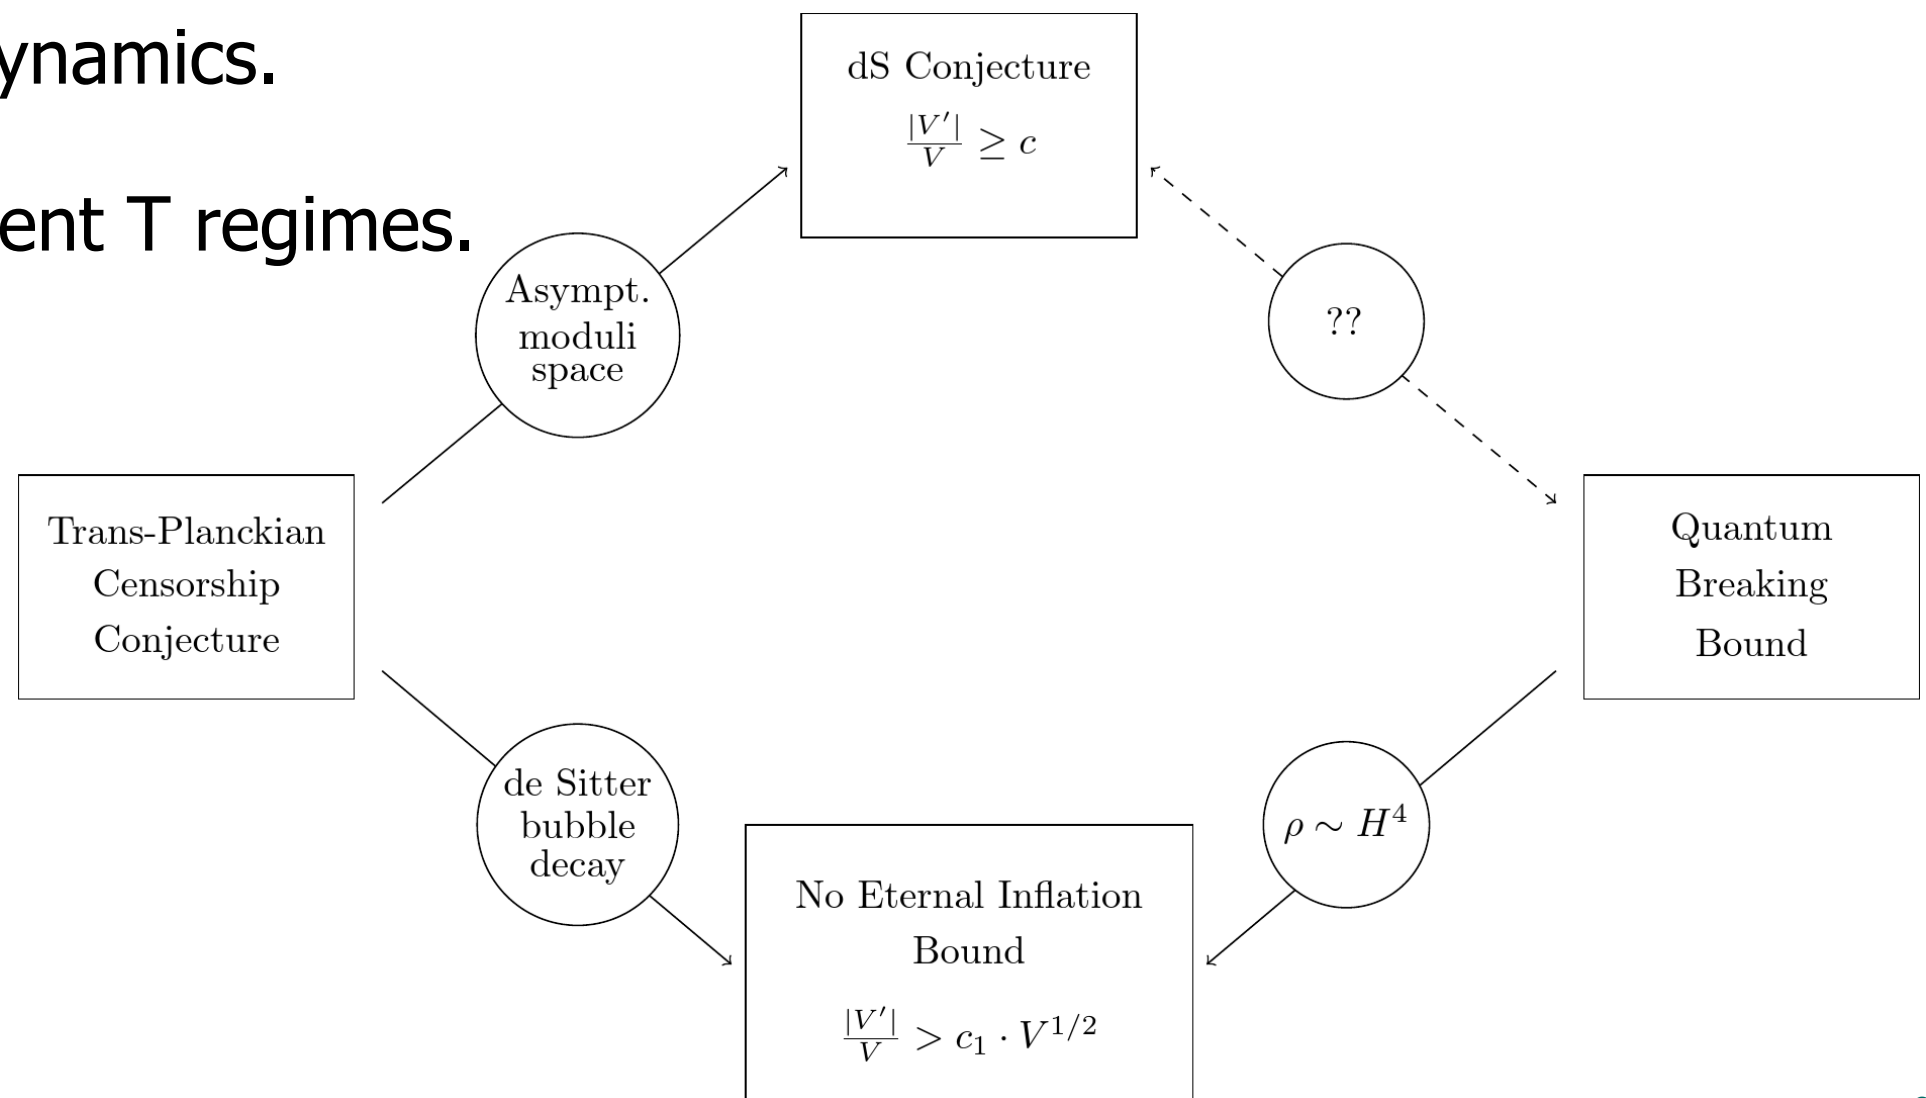 ynamics.
ent T regimes.
dS Conjecture
|V′|/V ≥ c
Asympt.
moduli
space
??
Trans-Planckian
Censorship
Conjecture
Quantum
Breaking
Bound
de Sitter
bubble
decay
ρ ∼ H⁴
No Eternal Inflation
Bound
|V′|/V > c₁ · V^{1/2}